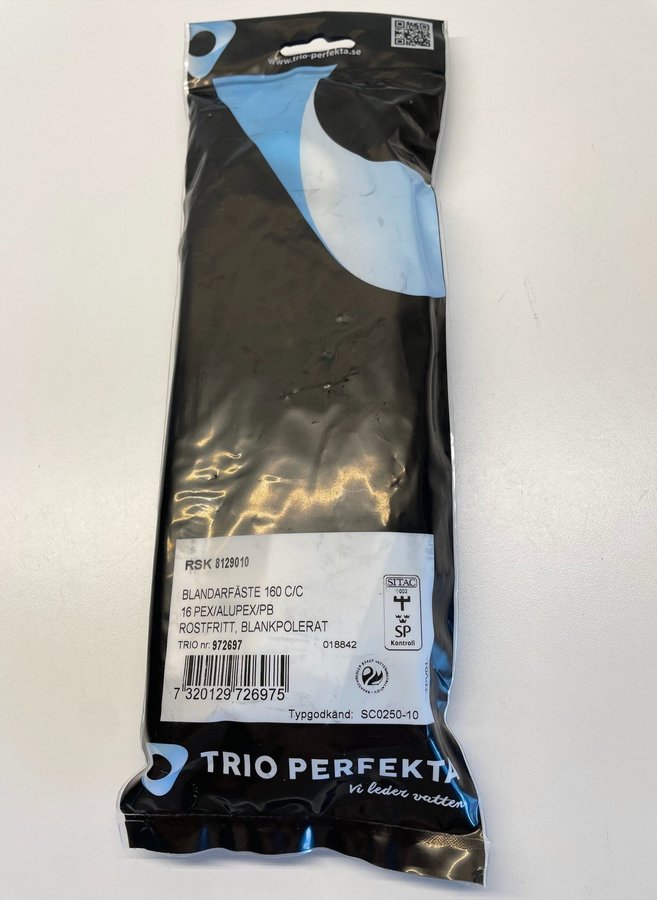 www.trio-perfekta.se
RSK 8129010
BLANDARFÄSTE 160 C/C
16 PEX/ALUPEX/PB
ROSTFRITT, BLANKPOLERAT
TRIO nr: 972697 018842
7 320129 726975
Typgodkänd: SC0250-10
SITAC
1002
SP
Kontroll
TRIO PERFEKTA
Vi leder vatten